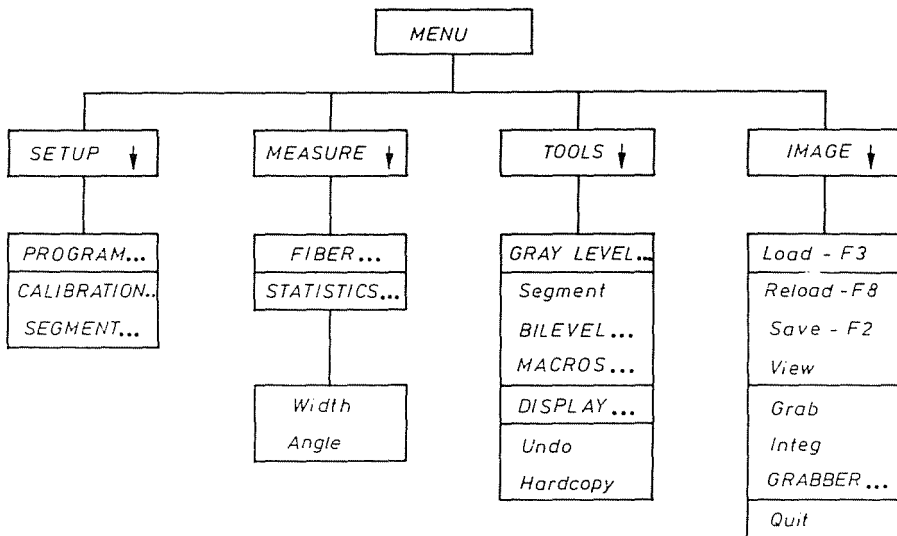 MENU
SETUP ↓
MEASURE ↓
TOOLS ↓
IMAGE ↓
PROGRAM...
CALIBRATION..
SEGMENT...
FIBER...
STATISTICS...
Width
Angle
GRAY LEVEL...
Segment
BILEVEL...
MACROS...
DISPLAY...
Undo
Hardcopy
Load - F3
Reload - F8
Save - F2
View
Grab
Integ
GRABBER...
Quit